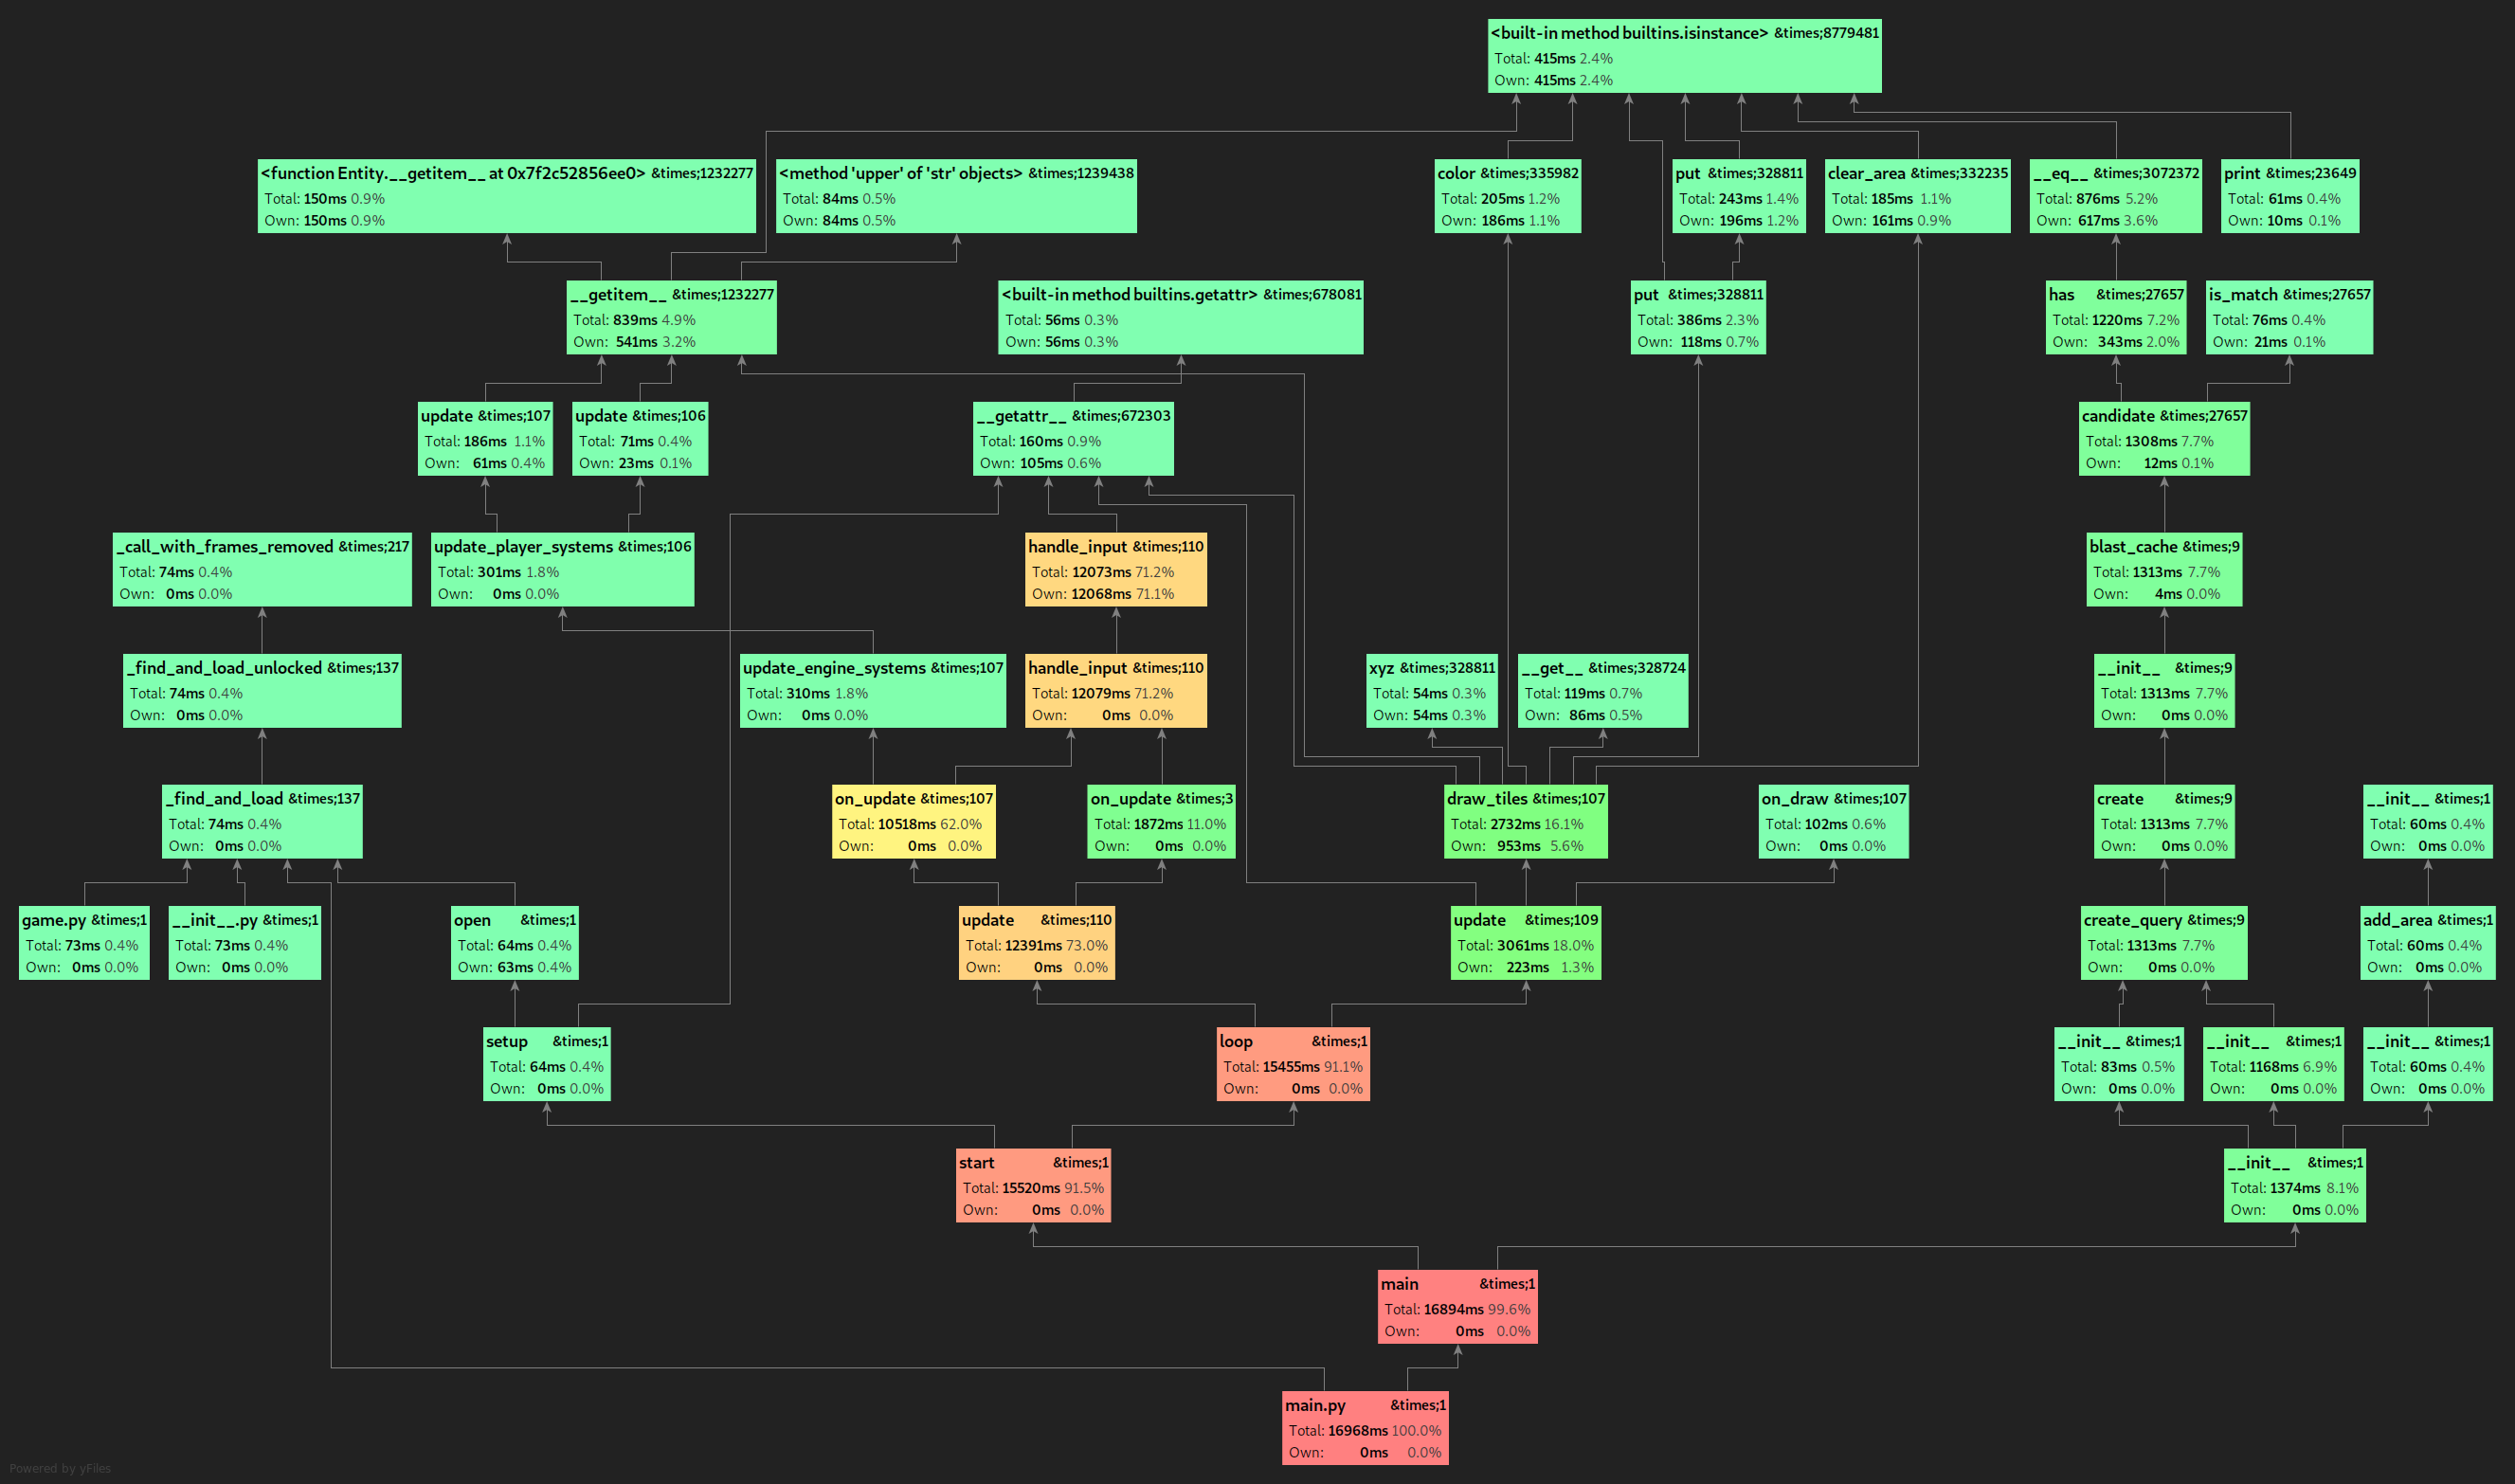 <built-in method builtins.isinstance> &times;8779481
Total: 415ms 2.4%
Own: 415ms 2.4%
<function Entity.__getitem__ at 0x7f2c52856ee0> &times;1232277
Total: 150ms 0.9%
Own: 150ms 0.9%
<method 'upper' of 'str' objects> &times;1239438
Total: 84ms 0.5%
Own: 84ms 0.5%
color &times;335982
Total: 205ms 1.2%
Own: 186ms 1.1%
put &times;328811
Total: 243ms 1.4%
Own: 196ms 1.2%
clear_area &times;332235
Total: 185ms 1.1%
Own: 161ms 0.9%
__eq__ &times;3072372
Total: 876ms 5.2%
Own: 617ms 3.6%
print &times;23649
Total: 61ms 0.4%
Own: 10ms 0.1%
__getitem__ &times;1232277
Total: 839ms 4.9%
Own: 541ms 3.2%
<built-in method builtins.getattr> &times;678081
Total: 56ms 0.3%
Own: 56ms 0.3%
put &times;328811
Total: 386ms 2.3%
Own: 118ms 0.7%
has &times;27657
Total: 1220ms 7.2%
Own: 343ms 2.0%
is_match &times;27657
Total: 76ms 0.4%
Own: 21ms 0.1%
update &times;107
Total: 186ms 1.1%
Own: 61ms 0.4%
update &times;106
Total: 71ms 0.4%
Own: 23ms 0.1%
__getattr__ &times;672303
Total: 160ms 0.9%
Own: 105ms 0.6%
candidate &times;27657
Total: 1308ms 7.7%
Own: 12ms 0.1%
_call_with_frames_removed &times;217
Total: 74ms 0.4%
Own: 0ms 0.0%
update_player_systems &times;106
Total: 301ms 1.8%
Own: 0ms 0.0%
handle_input &times;110
Total: 12073ms 71.2%
Own: 12068ms 71.1%
blast_cache &times;9
Total: 1313ms 7.7%
Own: 4ms 0.0%
_find_and_load_unlocked &times;137
Total: 74ms 0.4%
Own: 0ms 0.0%
update_engine_systems &times;107
Total: 310ms 1.8%
Own: 0ms 0.0%
handle_input &times;110
Total: 12079ms 71.2%
Own: 0ms 0.0%
xyz &times;328811
Total: 54ms 0.3%
Own: 54ms 0.3%
__get__ &times;328724
Total: 119ms 0.7%
Own: 86ms 0.5%
__init__ &times;9
Total: 1313ms 7.7%
Own: 0ms 0.0%
_find_and_load &times;137
Total: 74ms 0.4%
Own: 0ms 0.0%
on_update &times;107
Total: 10518ms 62.0%
Own: 0ms 0.0%
on_update &times;3
Total: 1872ms 11.0%
Own: 0ms 0.0%
draw_tiles &times;107
Total: 2732ms 16.1%
Own: 953ms 5.6%
on_draw &times;107
Total: 102ms 0.6%
Own: 0ms 0.0%
create &times;9
Total: 1313ms 7.7%
Own: 0ms 0.0%
__init__ &times;1
Total: 60ms 0.4%
Own: 0ms 0.0%
game.py &times;1
Total: 73ms 0.4%
Own: 0ms 0.0%
__init__.py &times;1
Total: 73ms 0.4%
Own: 0ms 0.0%
open &times;1
Total: 64ms 0.4%
Own: 63ms 0.4%
update &times;110
Total: 12391ms 73.0%
Own: 0ms 0.0%
update &times;109
Total: 3061ms 18.0%
Own: 223ms 1.3%
create_query &times;9
Total: 1313ms 7.7%
Own: 0ms 0.0%
add_area &times;1
Total: 60ms 0.4%
Own: 0ms 0.0%
setup &times;1
Total: 64ms 0.4%
Own: 0ms 0.0%
loop &times;1
Total: 15455ms 91.1%
Own: 0ms 0.0%
__init__ &times;1
Total: 83ms 0.5%
Own: 0ms 0.0%
__init__ &times;1
Total: 1168ms 6.9%
Own: 0ms 0.0%
__init__ &times;1
Total: 60ms 0.4%
Own: 0ms 0.0%
start &times;1
Total: 15520ms 91.5%
Own: 0ms 0.0%
__init__ &times;1
Total: 1374ms 8.1%
Own: 0ms 0.0%
main &times;1
Total: 16894ms 99.6%
Own: 0ms 0.0%
main.py &times;1
Total: 16968ms 100.0%
Own: 0ms 0.0%
Powered by yFiles